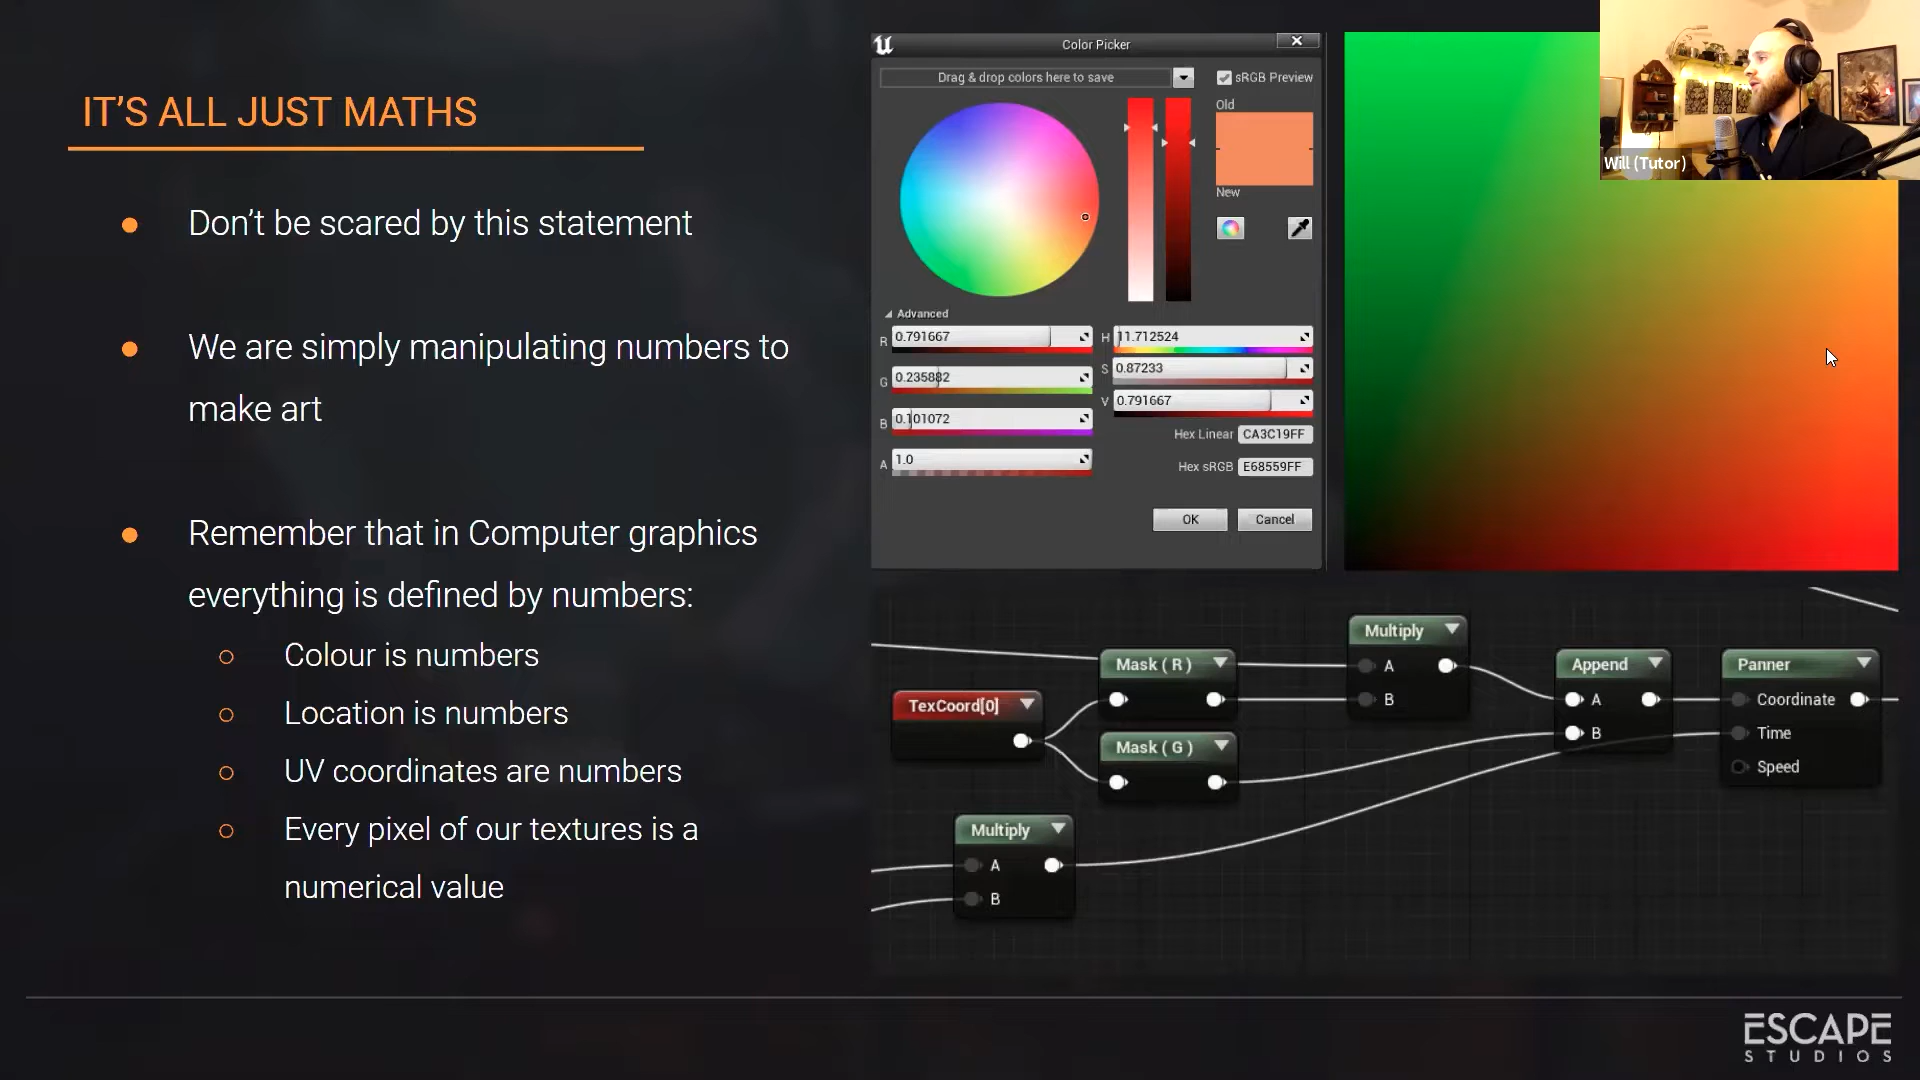 IT'S ALL JUST MATHS
Don't be scared by this statement
We are simply manipulating numbers to
make art
Remember that in Computer graphics
everything is defined by numbers:
Colour is numbers
Location is numbers
UV coordinates are numbers
Every pixel of our textures is a
numerical value
Color Picker
Drag & drop colors here to save
sRGB Preview
Old
New
Advanced
R 0.791667
H 11.712524
G 0.235882
S 0.87233
B 0.101072
V 0.791667
A 1.0
Hex Linear CA3C19FF
Hex sRGB E68559FF
OK Cancel
Will (Tutor)
TexCoord[0]
Mask ( R )
Mask ( G )
Multiply
A
B
Multiply
A
B
Append
A
B
Panner
Coordinate
Time
Speed
ESCAPE
STUDIOS